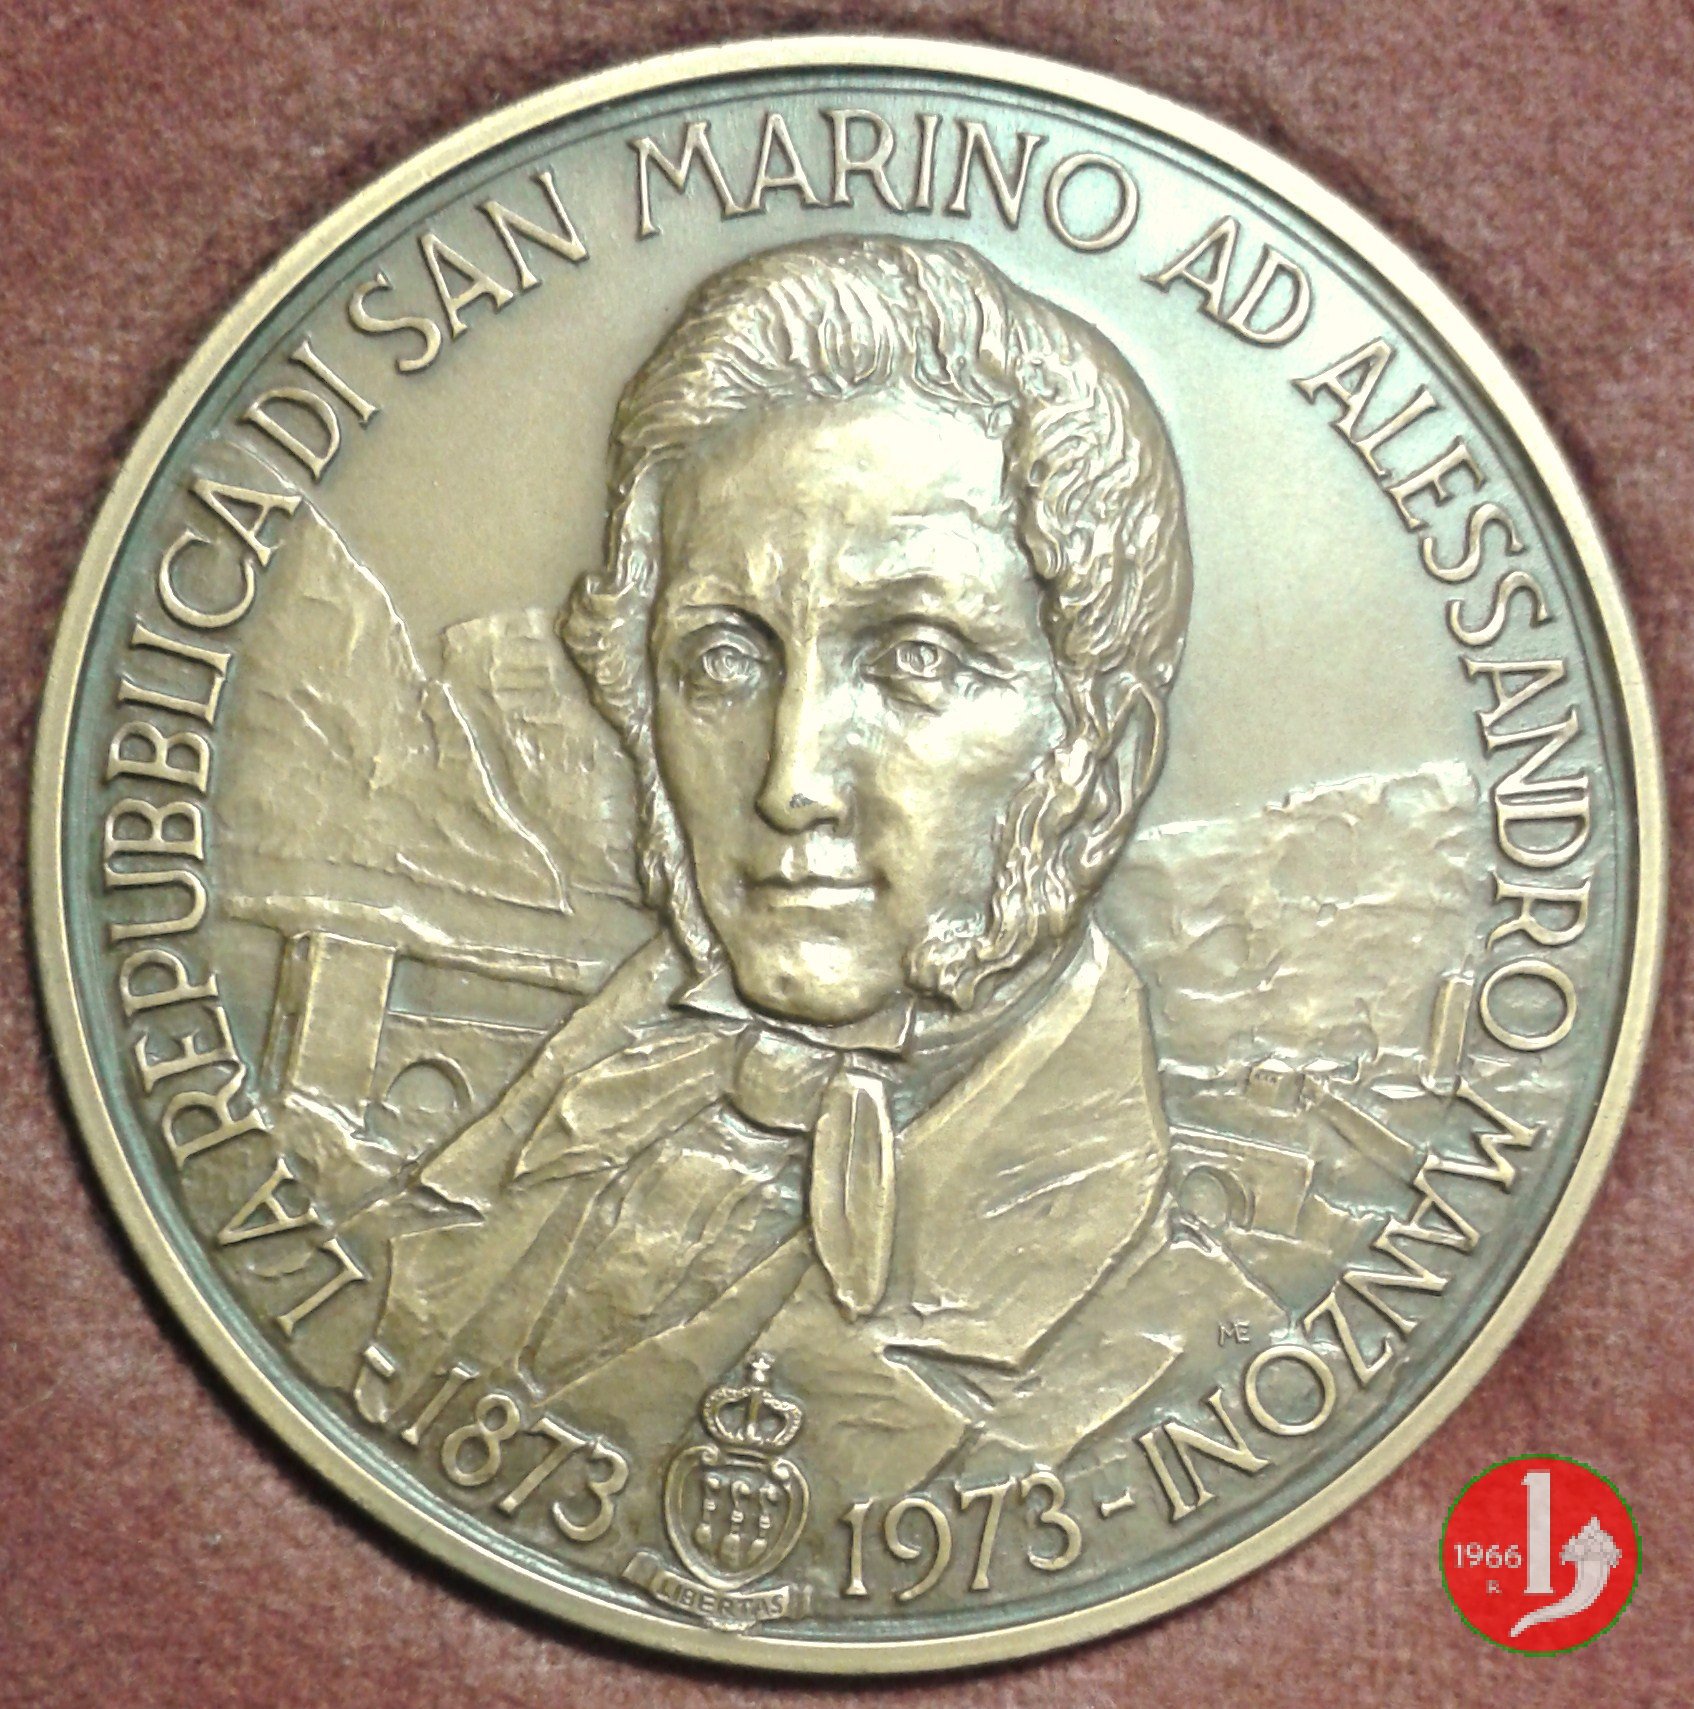 LA REPUBBLICA DI SAN MARINO AD ALESSANDRO MANZONI
- 1873 1973 -
LIBERTAS
ME
1966
R